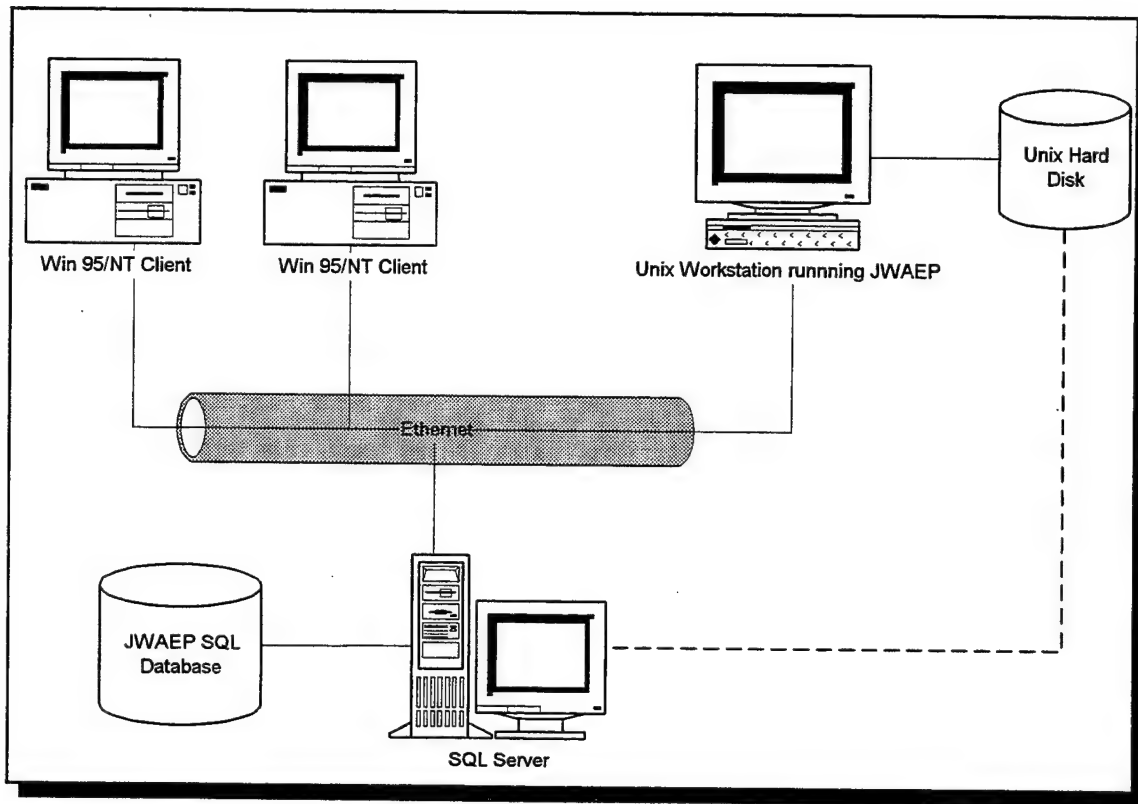 Unix Hard
Disk
Win 95/NT Client
Win 95/NT Client
Unix Workstation runnning JWAEP
Ethernet
JWAEP SQL
Database
SQL Server